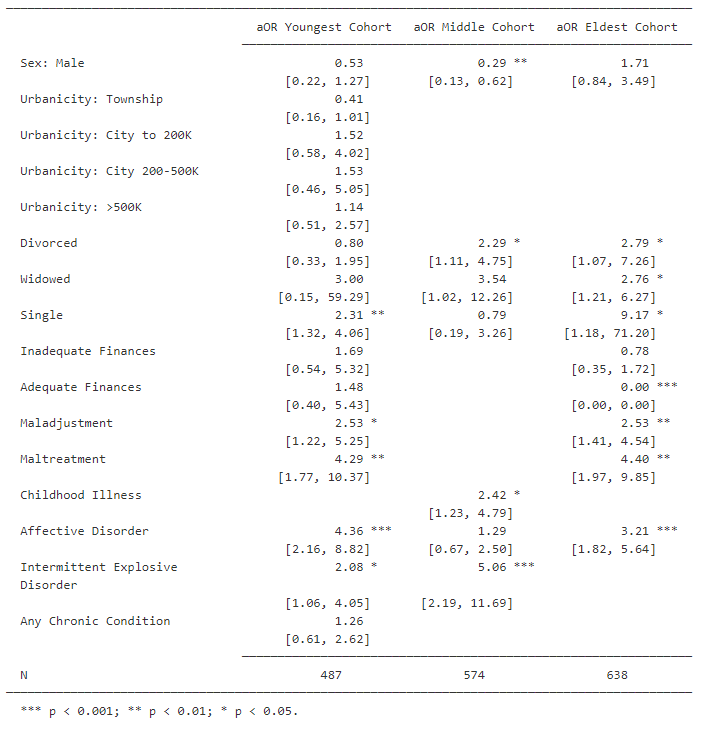 aOR Youngest Cohort aOR Middle Cohort aOR Eldest Cohort
Sex: Male 0.53 0.29 ** 1.71
[0.22, 1.27] [0.13, 0.62] [0.84, 3.49]
Urbanicity: Township 0.41
[0.16, 1.01]
Urbanicity: City to 200K 1.52
[0.58, 4.02]
Urbanicity: City 200-500K 1.53
[0.46, 5.05]
Urbanicity: >500K 1.14
[0.51, 2.57]
Divorced 0.80 2.29 * 2.79 *
[0.33, 1.95] [1.11, 4.75] [1.07, 7.26]
Widowed 3.00 3.54 2.76 *
[0.15, 59.29] [1.02, 12.26] [1.21, 6.27]
Single 2.31 ** 0.79 9.17 *
[1.32, 4.06] [0.19, 3.26] [1.18, 71.20]
Inadequate Finances 1.69 0.78
[0.54, 5.32] [0.35, 1.72]
Adequate Finances 1.48 0.00 ***
[0.40, 5.43] [0.00, 0.00]
Maladjustment 2.53 * 2.53 **
[1.22, 5.25] [1.41, 4.54]
Maltreatment 4.29 ** 4.40 **
[1.77, 10.37] [1.97, 9.85]
Childhood Illness 2.42 *
[1.23, 4.79]
Affective Disorder 4.36 *** 1.29 3.21 ***
[2.16, 8.82] [0.67, 2.50] [1.82, 5.64]
Intermittent Explosive 2.08 * 5.06 ***
Disorder
[1.06, 4.05] [2.19, 11.69]
Any Chronic Condition 1.26
[0.61, 2.62]
N 487 574 638
*** p < 0.001; ** p < 0.01; * p < 0.05.